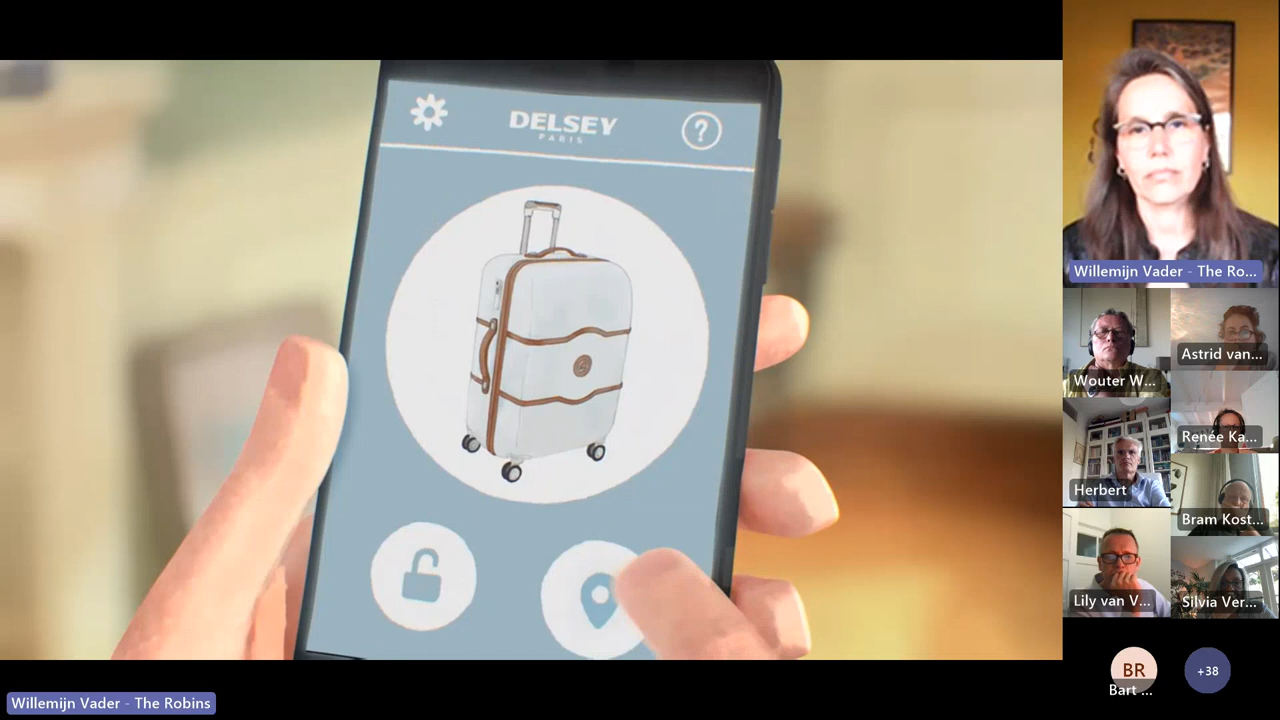 DELSEY
PARIS
?
Willemijn Vader - The Ro...
Wouter W...
Astrid van...
Renée Ka...
Herbert
Bram Kost...
Lily van V...
Silvia Ver...
BR
Bart ...
+38
Willemijn Vader - The Robins